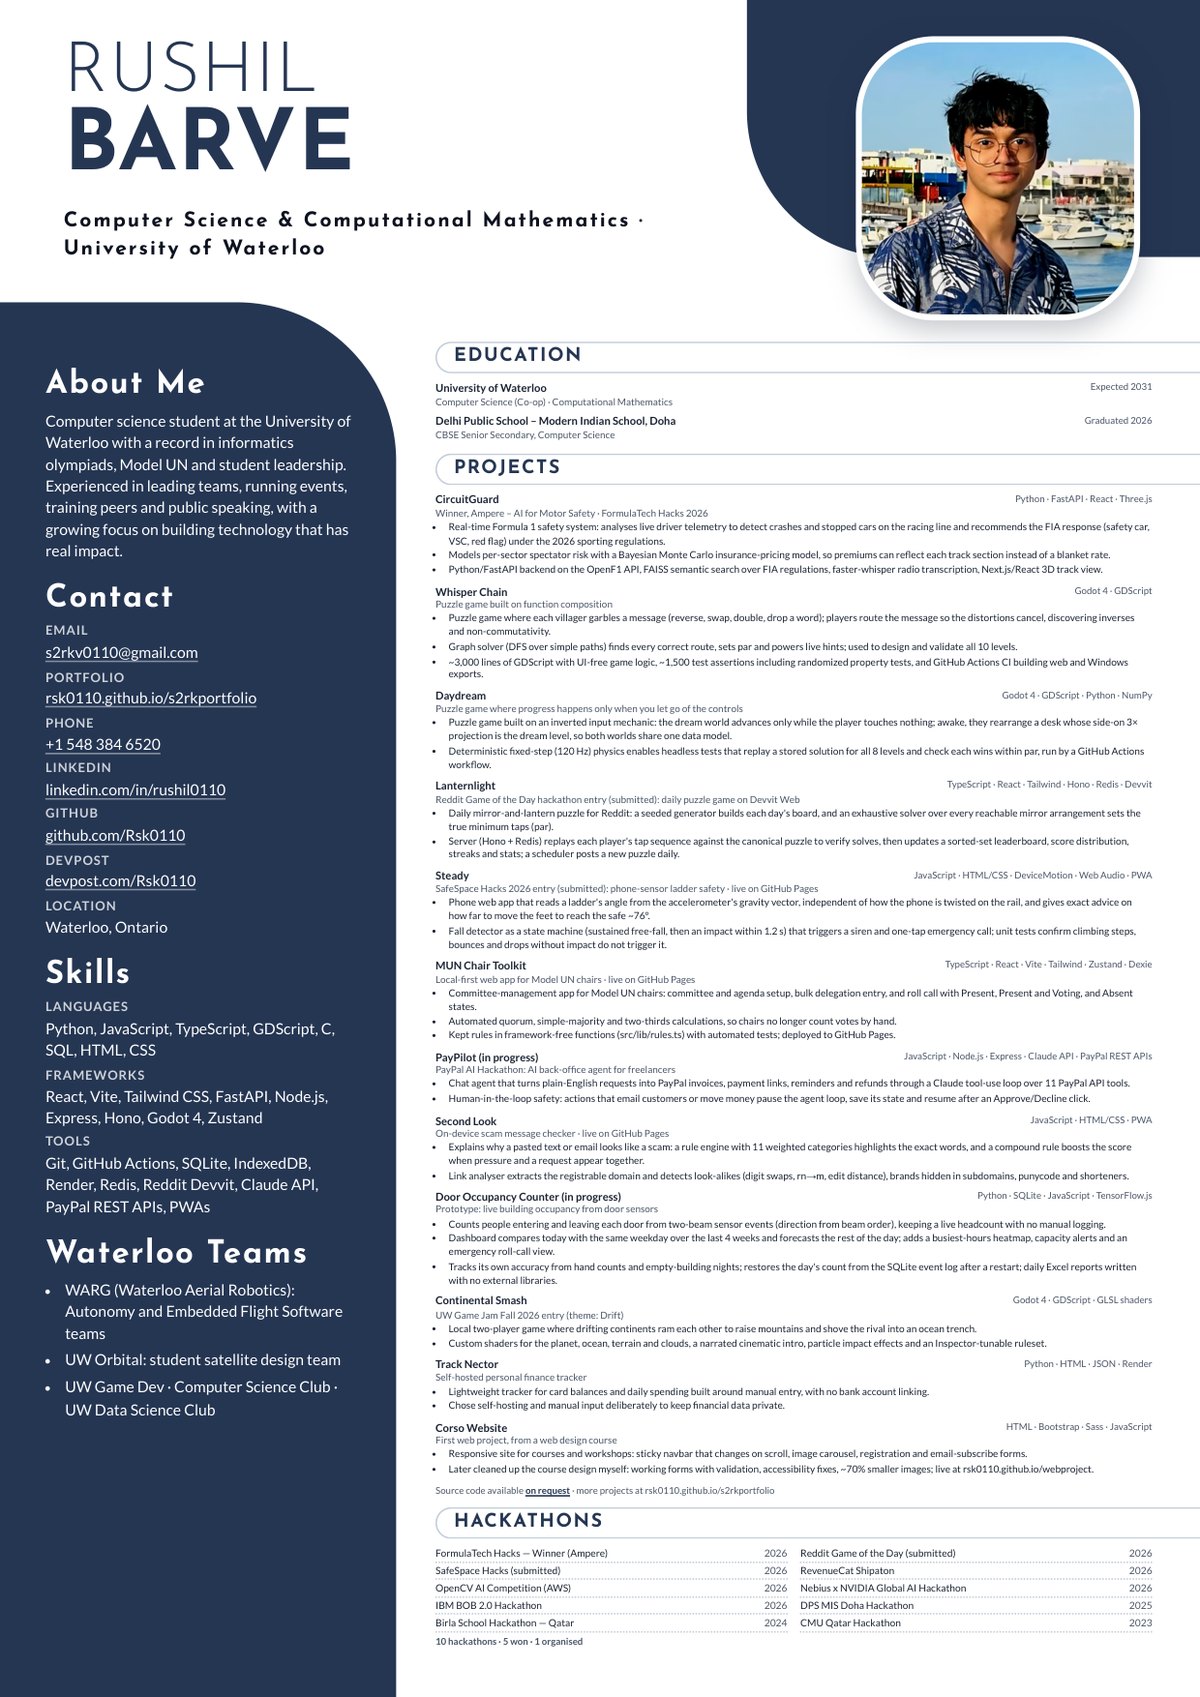 RUSHIL
BARVE
Computer Science & Computational Mathematics ·
University of Waterloo
About Me
Computer science student at the University of
Waterloo with a record in informatics
olympiads, Model UN and student leadership.
Experienced in leading teams, running events,
training peers and public speaking, with a
growing focus on building technology that has
real impact.
Contact
EMAIL
s2rkv0110@gmail.com
PORTFOLIO
rsk0110.github.io/s2rkportfolio
PHONE
+1 548 384 6520
LINKEDIN
linkedin.com/in/rushil0110
GITHUB
github.com/Rsk0110
DEVPOST
devpost.com/Rsk0110
LOCATION
Waterloo, Ontario
Skills
LANGUAGES
Python, JavaScript, TypeScript, GDScript, C,
SQL, HTML, CSS
FRAMEWORKS
React, Vite, Tailwind CSS, FastAPI, Node.js,
Express, Hono, Godot 4, Zustand
TOOLS
Git, GitHub Actions, SQLite, IndexedDB,
Render, Redis, Reddit Devvit, Claude API,
PayPal REST APIs, PWAs
Waterloo Teams
• WARG (Waterloo Aerial Robotics):
Autonomy and Embedded Flight Software
teams
• UW Orbital: student satellite design team
• UW Game Dev · Computer Science Club ·
UW Data Science Club
EDUCATION
University of Waterloo Expected 2031
Computer Science (Co-op) · Computational Mathematics
Delhi Public School – Modern Indian School, Doha Graduated 2026
CBSE Senior Secondary, Computer Science
PROJECTS
CircuitGuard Python · FastAPI · React · Three.js
Winner, Ampere – AI for Motor Safety · FormulaTech Hacks 2026
• Real-time Formula 1 safety system: analyses live driver telemetry to detect crashes and stopped cars on the racing line and recommends the FIA response (safety car,
VSC, red flag) under the 2026 sporting regulations.
• Models per-sector spectator risk with a Bayesian Monte Carlo insurance-pricing model, so premiums can reflect each track section instead of a blanket rate.
• Python/FastAPI backend on the OpenF1 API, FAISS semantic search over FIA regulations, faster-whisper radio transcription, Next.js/React 3D track view.
Whisper Chain Godot 4 · GDScript
Puzzle game built on function composition
• Puzzle game where each villager garbles a message (reverse, swap, double, drop a word); players route the message so the distortions cancel, discovering inverses
and non-commutativity.
• Graph solver (DFS over simple paths) finds every correct route, sets par and powers live hints; used to design and validate all 10 levels.
• ~3,000 lines of GDScript with UI-free game logic, ~1,500 test assertions including randomized property tests, and GitHub Actions CI building web and Windows
exports.
Daydream Godot 4 · GDScript · Python · NumPy
Puzzle game where progress happens only when you let go of the controls
• Puzzle game built on an inverted input mechanic: the dream world advances only while the player touches nothing; awake, they rearrange a desk whose side-on 3×
projection is the dream level, so both worlds share one data model.
• Deterministic fixed-step (120 Hz) physics enables headless tests that replay a stored solution for all 8 levels and check each wins within par, run by a GitHub Actions
workflow.
Lanternlight TypeScript · React · Tailwind · Hono · Redis · Devvit
Reddit Game of the Day hackathon entry (submitted): daily puzzle game on Devvit Web
• Daily mirror-and-lantern puzzle for Reddit: a seeded generator builds each day's board, and an exhaustive solver over every reachable mirror arrangement sets the
true minimum taps (par).
• Server (Hono + Redis) replays each player's tap sequence against the canonical puzzle to verify solves, then updates a sorted-set leaderboard, score distribution,
streaks and stats; a scheduler posts a new puzzle daily.
Steady JavaScript · HTML/CSS · DeviceMotion · Web Audio · PWA
SafeSpace Hacks 2026 entry (submitted): phone-sensor ladder safety · live on GitHub Pages
• Phone web app that reads a ladder's angle from the accelerometer's gravity vector, independent of how the phone is twisted on the rail, and gives exact advice on
how far to move the feet to reach the safe ~76°.
• Fall detector as a state machine (sustained free-fall, then an impact within 1.2 s) that triggers a siren and one-tap emergency call; unit tests confirm climbing steps,
bounces and drops without impact do not trigger it.
MUN Chair Toolkit TypeScript · React · Vite · Tailwind · Zustand · Dexie
Local-first web app for Model UN chairs · live on GitHub Pages
• Committee-management app for Model UN chairs: committee and agenda setup, bulk delegation entry, and roll call with Present, Present and Voting, and Absent
states.
• Automated quorum, simple-majority and two-thirds calculations, so chairs no longer count votes by hand.
• Kept rules in framework-free functions (src/lib/rules.ts) with automated tests; deployed to GitHub Pages.
PayPilot (in progress) JavaScript · Node.js · Express · Claude API · PayPal REST APIs
PayPal AI Hackathon: AI back-office agent for freelancers
• Chat agent that turns plain-English requests into PayPal invoices, payment links, reminders and refunds through a Claude tool-use loop over 11 PayPal API tools.
• Human-in-the-loop safety: actions that email customers or move money pause the agent loop, save its state and resume after an Approve/Decline click.
Second Look JavaScript · HTML/CSS · PWA
On-device scam message checker · live on GitHub Pages
• Explains why a pasted text or email looks like a scam: a rule engine with 11 weighted categories highlights the exact words, and a compound rule boosts the score
when pressure and a request appear together.
• Link analyser extracts the registrable domain and detects look-alikes (digit swaps, rn→m, edit distance), brands hidden in subdomains, punycode and shorteners.
Door Occupancy Counter (in progress) Python · SQLite · JavaScript · TensorFlow.js
Prototype: live building occupancy from door sensors
• Counts people entering and leaving each door from two-beam sensor events (direction from beam order), keeping a live headcount with no manual logging.
• Dashboard compares today with the same weekday over the last 4 weeks and forecasts the rest of the day; adds a busiest-hours heatmap, capacity alerts and an
emergency roll-call view.
• Tracks its own accuracy from hand counts and empty-building nights; restores the day's count from the SQLite event log after a restart; daily Excel reports written
with no external libraries.
Continental Smash Godot 4 · GDScript · GLSL shaders
UW Game Jam Fall 2026 entry (theme: Drift)
• Local two-player game where drifting continents ram each other to raise mountains and shove the rival into an ocean trench.
• Custom shaders for the planet, ocean, terrain and clouds, a narrated cinematic intro, particle impact effects and an Inspector-tunable ruleset.
Track Nector Python · HTML · JSON · Render
Self-hosted personal finance tracker
• Lightweight tracker for card balances and daily spending built around manual entry, with no bank account linking.
• Chose self-hosting and manual input deliberately to keep financial data private.
Corso Website HTML · Bootstrap · Sass · JavaScript
First web project, from a web design course
• Responsive site for courses and workshops: sticky navbar that changes on scroll, image carousel, registration and email-subscribe forms.
• Later cleaned up the course design myself: working forms with validation, accessibility fixes, ~70% smaller images; live at rsk0110.github.io/webproject.
Source code available on request · more projects at rsk0110.github.io/s2rkportfolio
HACKATHONS
FormulaTech Hacks — Winner (Ampere) 2026 Reddit Game of the Day (submitted) 2026
SafeSpace Hacks (submitted) 2026 RevenueCat Shipaton 2026
OpenCV AI Competition (AWS) 2026 Nebius x NVIDIA Global AI Hackathon 2026
IBM BOB 2.0 Hackathon 2026 DPS MIS Doha Hackathon 2025
Birla School Hackathon — Qatar 2024 CMU Qatar Hackathon 2023
10 hackathons · 5 won · 1 organised